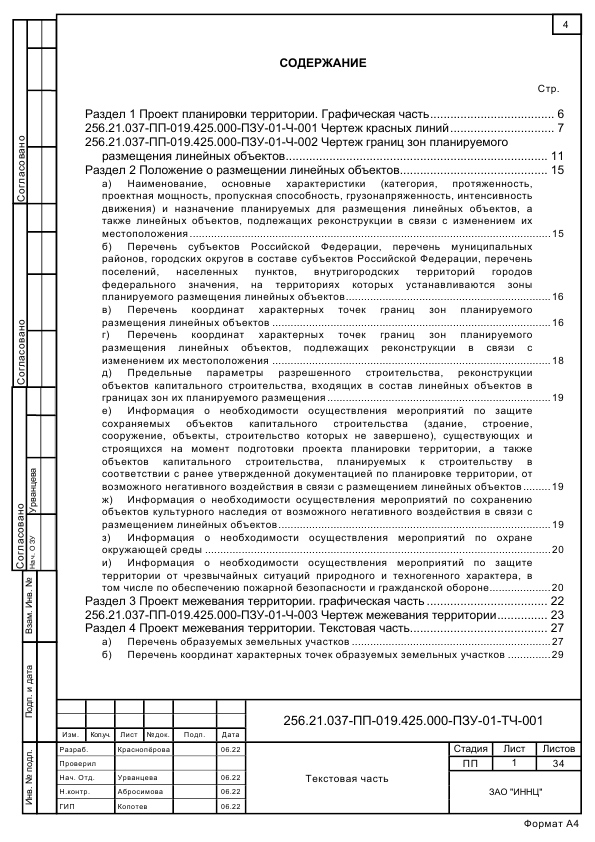 4
СОДЕРЖАНИЕ
Стр.
Раздел 1 Проект планировки территории. Графическая часть........................................ 6
256.21.037-ПП-019.425.000-ПЗУ-01-Ч-001 Чертеж красных линий................................ 7
256.21.037-ПП-019.425.000-ПЗУ-01-Ч-002 Чертеж границ зон планируемого
размещения линейных объектов................................................................................ 11
Раздел 2 Положение о размещении линейных объектов............................................. 15
а) Наименование, основные характеристики (категория, протяженность,
проектная мощность, пропускная способность, грузонапряженность, интенсивность
движения) и назначение планируемых для размещения линейных объектов, а
также линейных объектов, подлежащих реконструкции в связи с изменением их
местоположения....................................................................................................15
б) Перечень субъектов Российской Федерации, перечень муниципальных
районов, городских округов в составе субъектов Российской Федерации, перечень
поселений, населенных пунктов, внутригородских территорий городов
федерального значения, на территориях которых устанавливаются зоны
планируемого размещения линейных объектов..................................................16
в) Перечень координат характерных точек границ зон планируемого
размещения линейных объектов ........................................................................16
г) Перечень координат характерных точек границ зон планируемого
размещения линейных объектов, подлежащих реконструкции в связи с
изменением их местоположения ........................................................................18
д) Предельные параметры разрешенного строительства, реконструкции
объектов капитального строительства, входящих в состав линейных объектов в
границах зон их планируемого размещения.......................................................19
е) Информация о необходимости осуществления мероприятий по защите
сохраняемых объектов капитального строительства (здание, строение,
сооружение, объекты, строительство которых не завершено), существующих и
строящихся на момент подготовки проекта планировки территории, а также
объектов капитального строительства, планируемых к строительству в
соответствии с ранее утвержденной документацией по планировке территории, от
возможного негативного воздействия в связи с размещением линейных объектов.........19
ж) Информация о необходимости осуществления мероприятий по сохранению
объектов культурного наследия от возможного негативного воздействия в связи с
размещением линейных объектов.......................................................................19
з) Информация о необходимости осуществления мероприятий по охране
окружающей среды .............................................................................................20
и) Информация о необходимости осуществления мероприятий по защите
территории от чрезвычайных ситуаций природного и техногенного характера, в
том числе по обеспечению пожарной безопасности и гражданской обороне...................20
Раздел 3 Проект межевания территории. графическая часть ................................... 22
256.21.037-ПП-019.425.000-ПЗУ-01-Ч-003 Чертеж межевания территории.............. 23
Раздел 4 Проект межевания территории. Текстовая часть......................................... 27
а) Перечень образуемых земельных участков ....................................................27
б) Перечень координат характерных точек образуемых земельных участков ............29
Согласовано
Согласовано
Согласовано
Нач. ОЗУ
Урванцева
Взам. Инв. №
Подп. и дата
Инв. № подл.
256.21.037-ПП-019.425.000-ПЗУ-01-ТЧ-001
Изм. Кол.уч. Лист №док. Подп. Дата
Разраб. Краснопёрова 06.22
Проверил
Нач. Отд. Урванцева 06.22
Н.контр. Абросимова 06.22
ГИП Копотев 06.22
Текстовая часть
Стадия Лист Листов
ПП 1 34
ЗАО "ИННЦ"
Формат А4